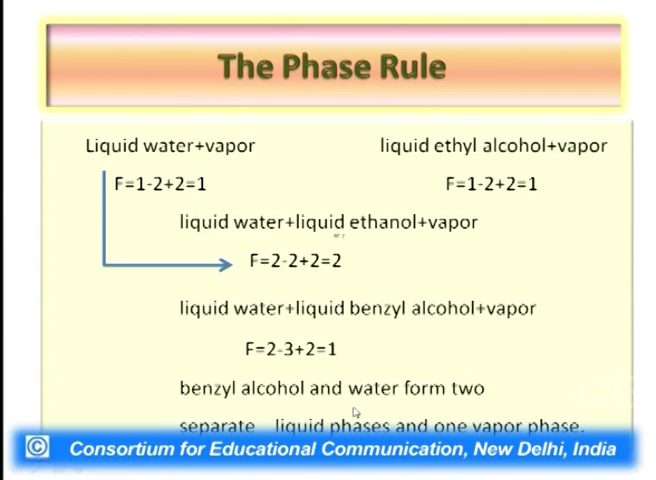 The Phase Rule
Liquid water+vapor
liquid ethyl alcohol+vapor
F=1-2+2=1
F=1-2+2=1
liquid water+liquid ethanol+vapor
F=2-2+2=2
liquid water+liquid benzyl alcohol+vapor
F=2-3+2=1
benzyl alcohol and water form two
separate liquid phases and one vapor phase.
© Consortium for Educational Communication, New Delhi, India